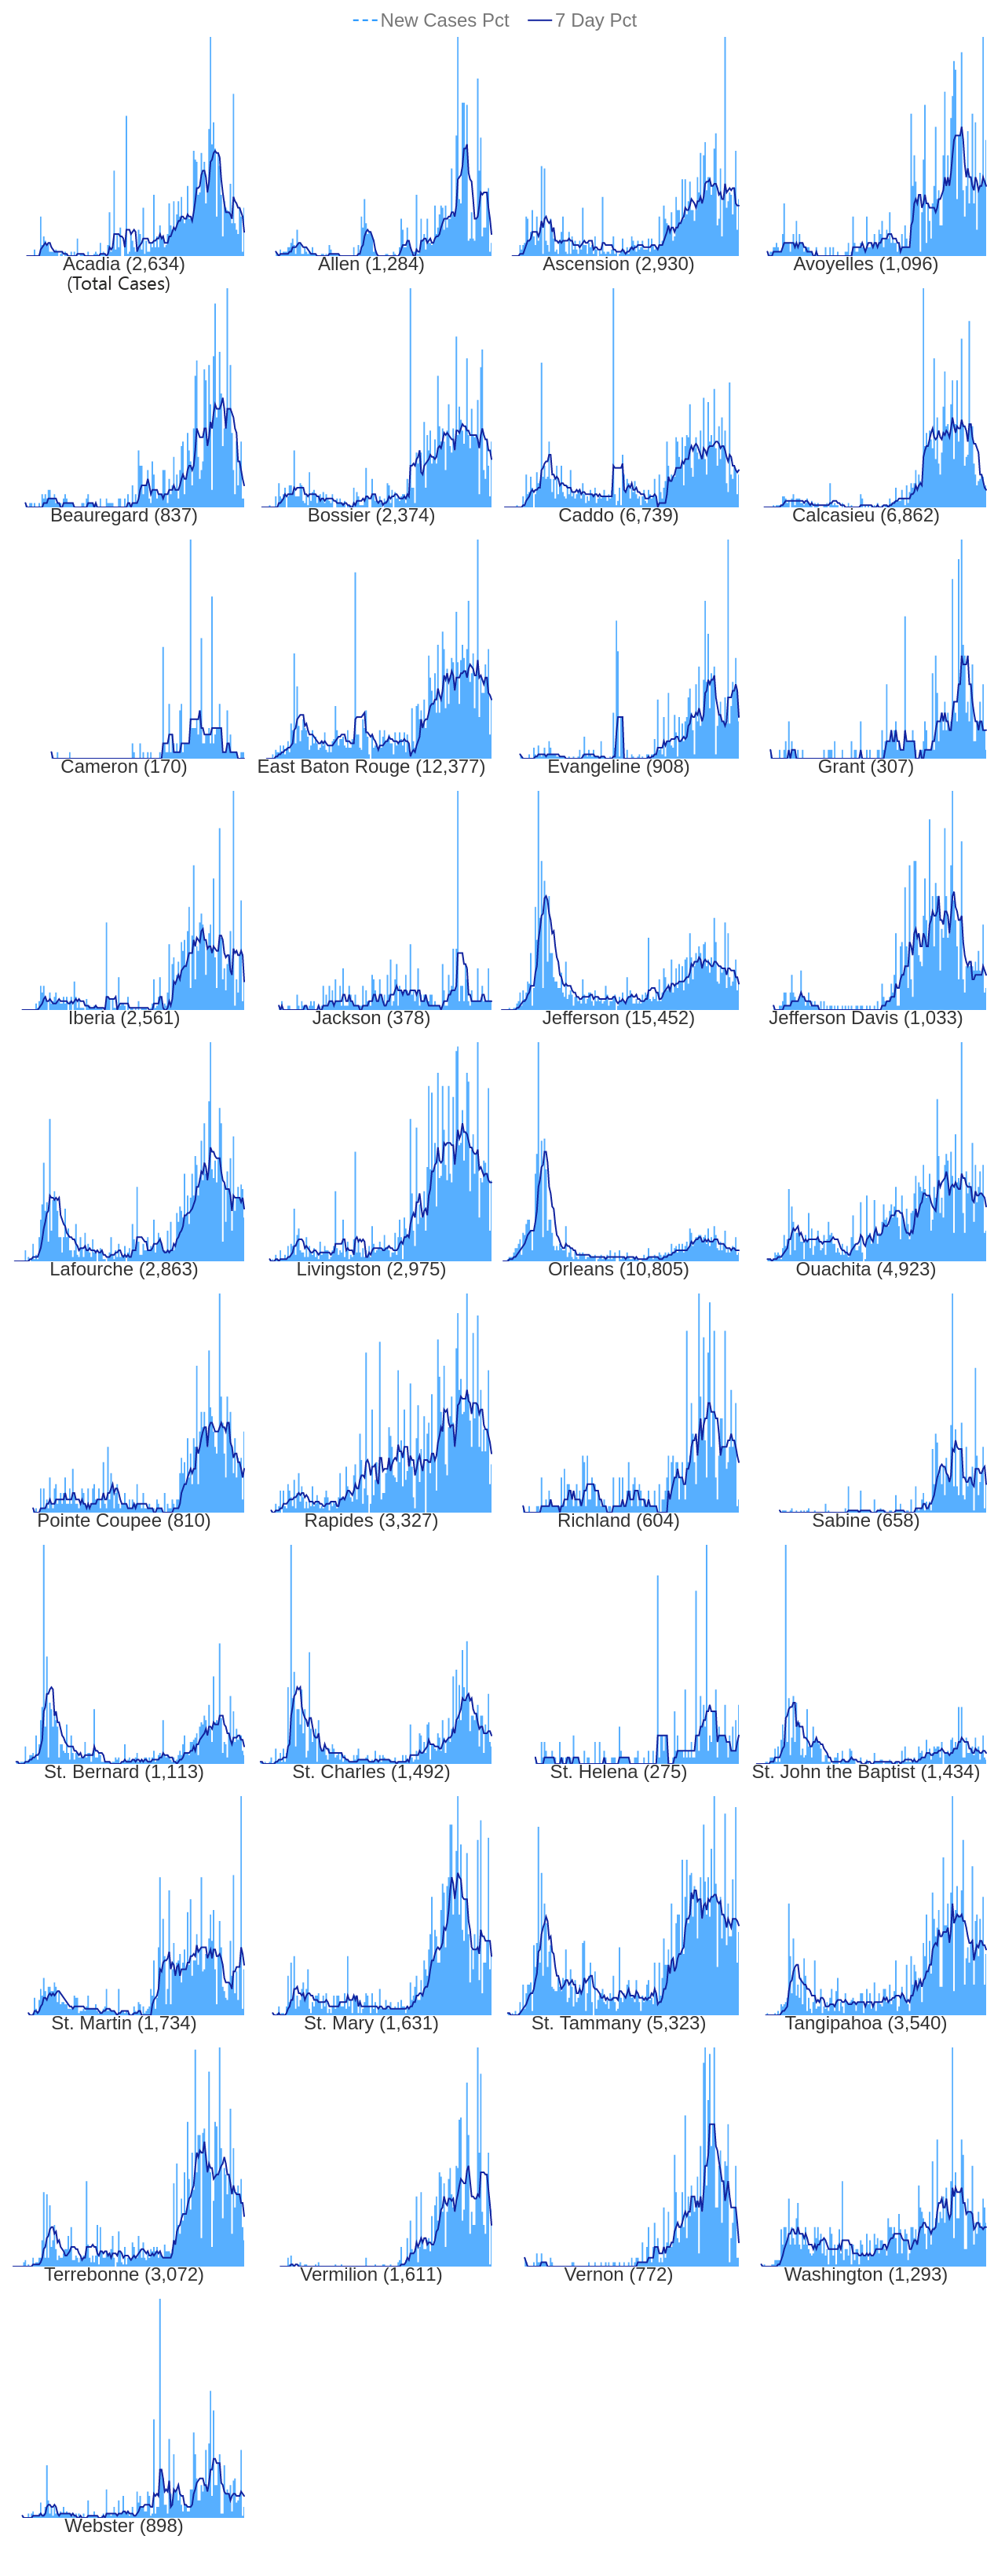 New Cases Pct 7 Day Pct
Acadia (2,634) Allen (1,284) Ascension (2,930) Avoyelles (1,096)
(Total Cases)
Beauregard (837) Bossier (2,374) Caddo (6,739) Calcasieu (6,862)
Cameron (170) East Baton Rouge (12,377) Evangeline (908) Grant (307)
Iberia (2,561) Jackson (378) Jefferson (15,452) Jefferson Davis (1,033)
Lafourche (2,863) Livingston (2,975) Orleans (10,805) Ouachita (4,923)
Pointe Coupee (810) Rapides (3,327) Richland (604) Sabine (658)
St. Bernard (1,113) St. Charles (1,492) St. Helena (275) St. John the Baptist (1,434)
St. Martin (1,734) St. Mary (1,631) St. Tammany (5,323) Tangipahoa (3,540)
Terrebonne (3,072) Vermilion (1,611) Vernon (772) Washington (1,293)
Webster (898)